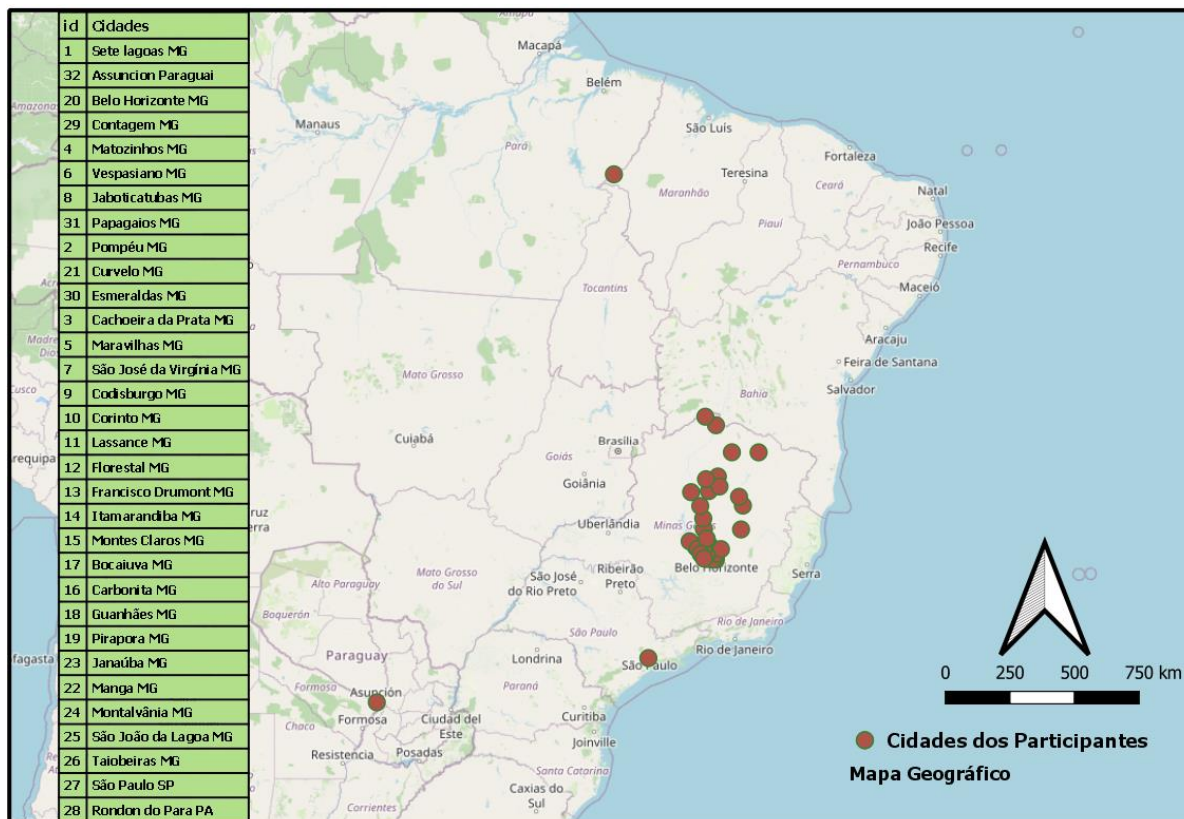 id Cidades
1 Sete lagoas MG
32 Assuncion Paraguai
20 Belo Horizonte MG
29 Contagem MG
4 Matozinhos MG
6 Vespasiano MG
8 Jaboticatubas MG
31 Papagaios MG
2 Pompéu MG
21 Curvelo MG
30 Esmeraldas MG
3 Cachoeira da Prata MG
5 Maravilhas MG
7 São José da Virgínia MG
9 Codisburgo MG
10 Corinto MG
11 Lassance MG
12 Florestal MG
13 Francisco Drumont MG
14 Itamarandiba MG
15 Montes Claros MG
17 Bocaiuva MG
16 Carbonita MG
18 Guanhães MG
19 Pirapora MG
23 Janaúba MG
22 Manga MG
24 Montalvânia MG
25 São João da Lagoa MG
26 Taiobeiras MG
27 São Paulo SP
28 Rondon do Para PA
Macapá
Belém
Amazonas
Manaus
São Luís
Pará
Fortaleza
Teresina
Maranhão
Ceará
Natal
João Pessoa
Piauí
Recife
Pernambuco
Maceió
Tocantins
Aracaju
Feira de Santana
Mato Grosso
Bahia
Salvador
Cusco
Cuiabá
Brasília
Goiás
Goiânia
Uberlândia
Minas Gerais
Mato Grosso
do Sul
Belo Horizonte
Alto Paraguay
São José
do Rio Preto
Ribeirão
Preto
Serra
Boquerón
Rio de Janeiro
São Paulo
Rio de Janeiro
Paraguay
Londrina
São Paulo
Formosa
Asunción
Paraná
Chaco
Formosa
Ciudad del
Este
Curitiba
Joinville
Resistencia
Posadas
Santa Catarina
Corrientes
Caxias do
Sul
0 250 500 750 km
Cidades dos Participantes
Mapa Geográfico